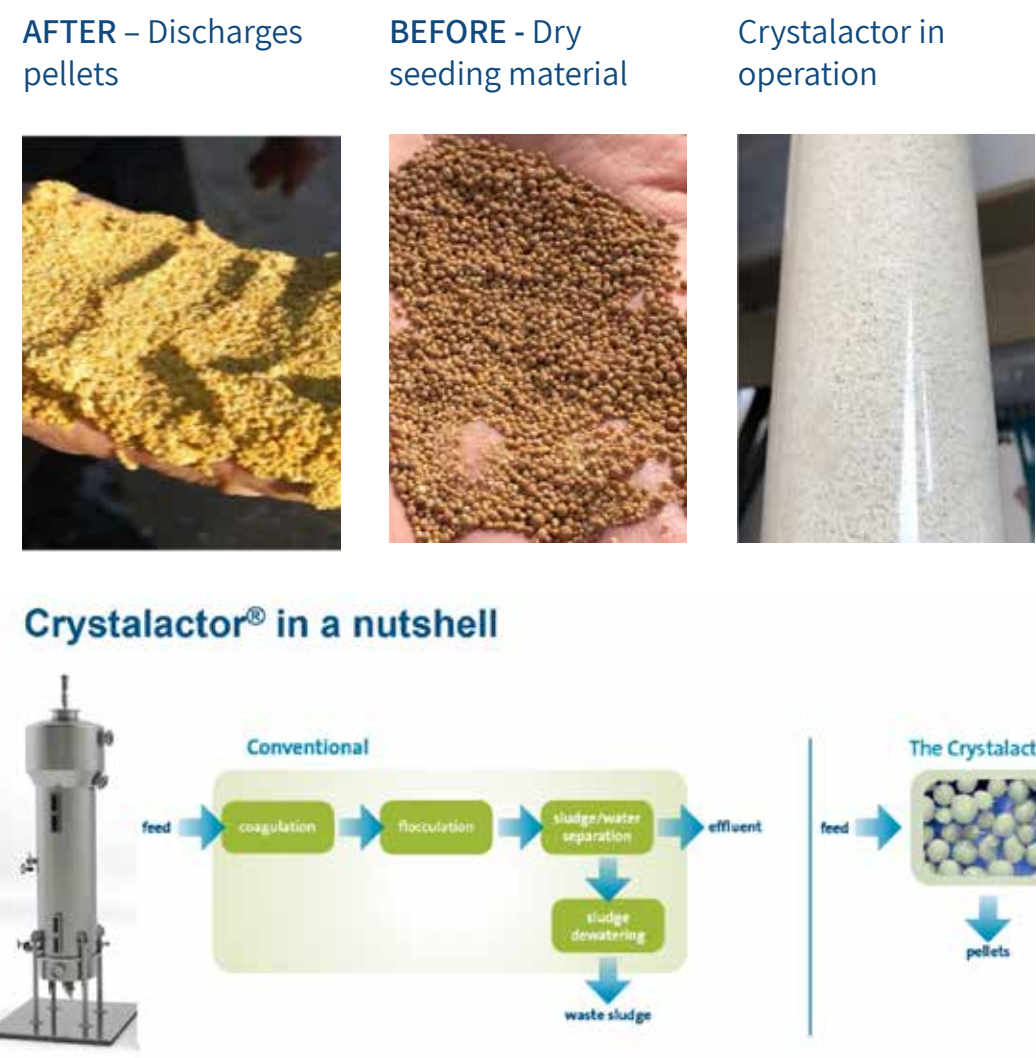 AFTER – Discharges
pellets
BEFORE - Dry
seeding material
Crystalactor in
operation
Crystalactor® in a nutshell
Conventional
feed
coagulation
flocculation
sludge/water
separation
effluent
sludge
dewatering
waste sludge
The Crystalact
feed
pellets